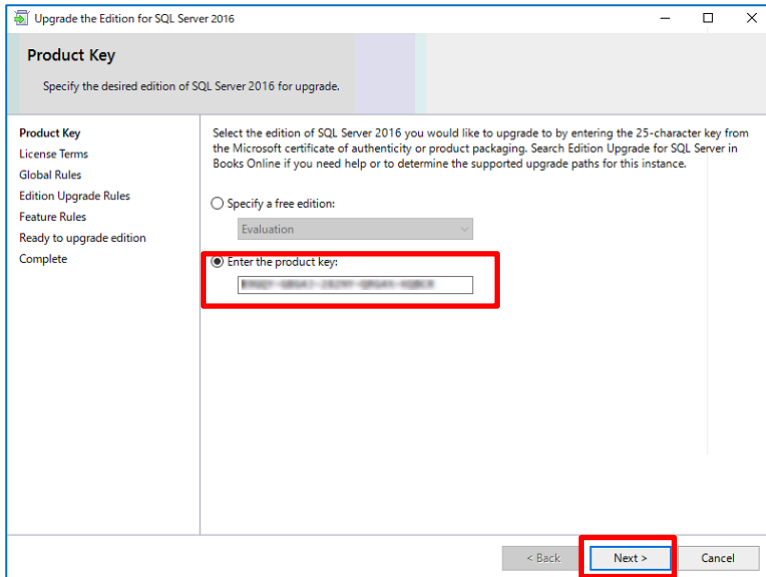 Upgrade the Edition for SQL Server 2016
Product Key
Specify the desired edition of SQL Server 2016 for upgrade.
Product Key
License Terms
Global Rules
Edition Upgrade Rules
Feature Rules
Ready to upgrade edition
Complete
Select the edition of SQL Server 2016 you would like to upgrade to by entering the 25-character key from
the Microsoft certificate of authenticity or product packaging. Search Edition Upgrade for SQL Server in
Books Online if you need help or to determine the supported upgrade paths for this instance.
Specify a free edition:
Evaluation
Enter the product key:
< Back
Next >
Cancel